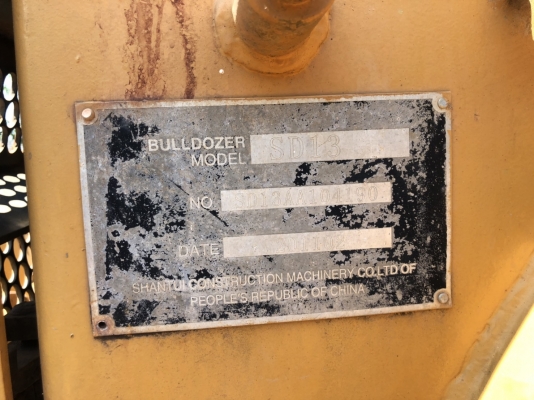 BULLDOZER
MODEL SD13
NO.
DATE
SHANTUI CONSTRUCTION MACHINERY CO.LTD OF
PEOPLE'S REPUBLIC OF CHINA